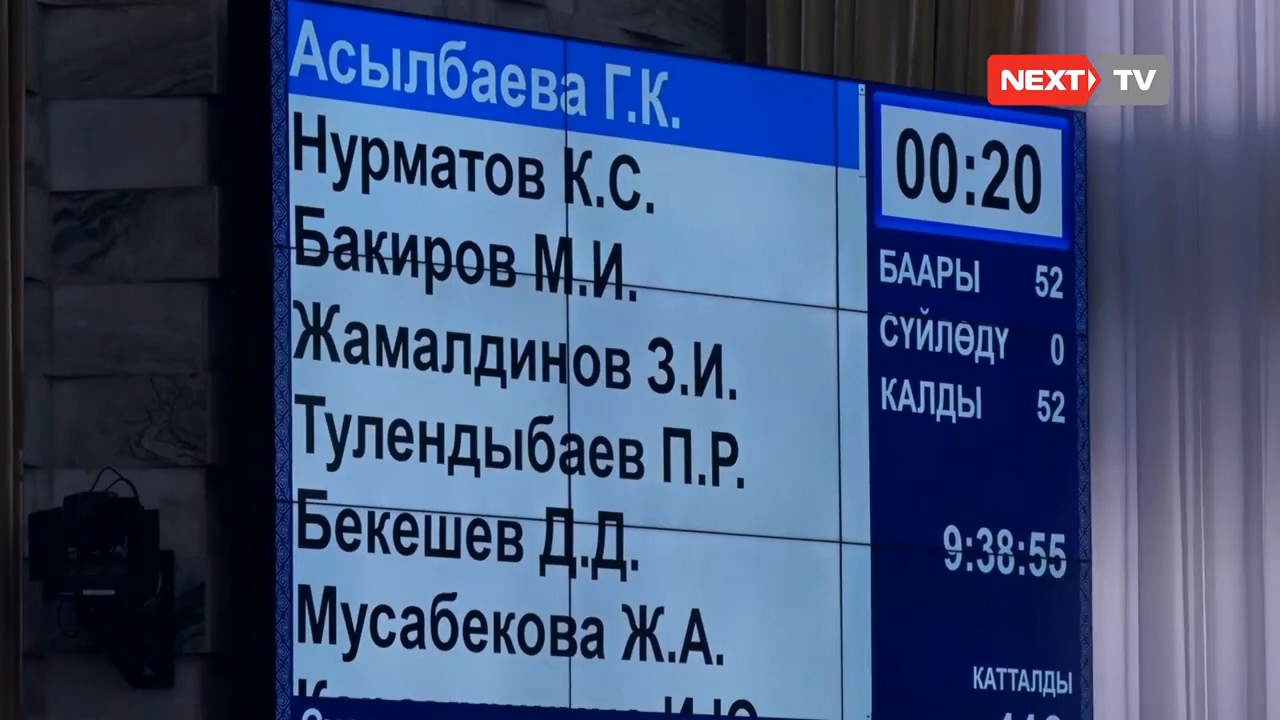 Асылбаева Г.К.
Нурматов К.С.
Бакиров М.И.
Жамалдинов З.И.
Тулендыбаев П.Р.
Бекешев Д.Д.
Мусабекова Ж.А.
NEXT TV
00:20
БААРЫ 52
СҮЙЛӨДҮ 0
КАЛДЫ 52
9:38:55
КАТТАЛДЫ